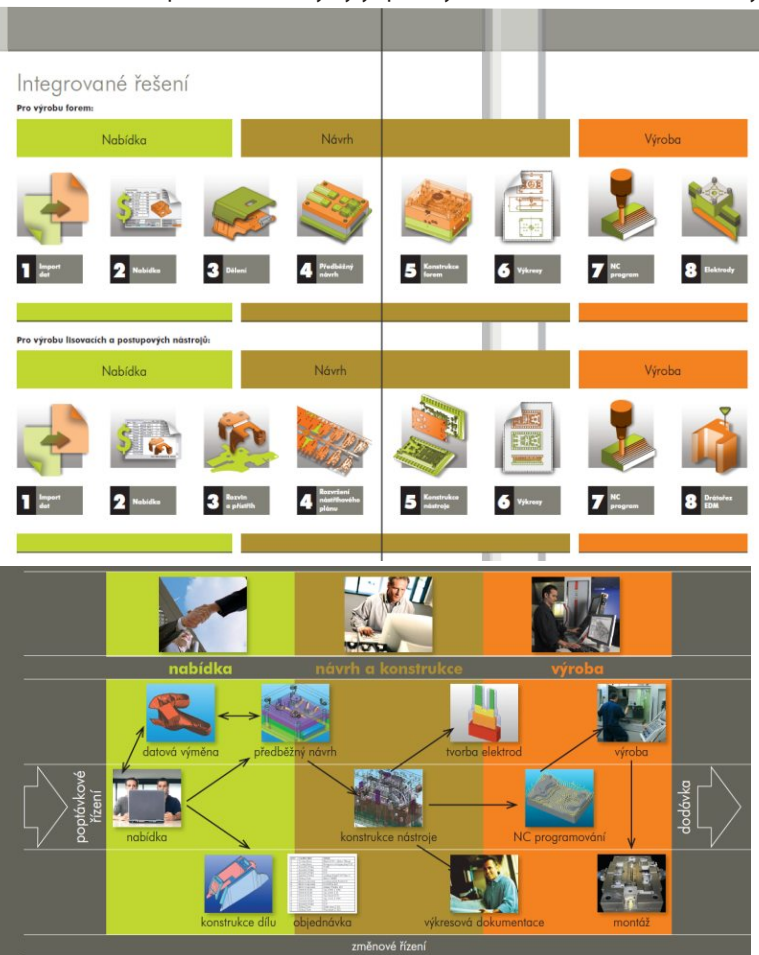 Integrované řešení
Pro výrobu forem:
Nabídka Návrh Výroba
1 Import dat
2 Nabídka
3 Dělení
4 Předběžný návrh
5 Konstrukce forem
6 Výkresy
7 NC program
8 Elektrody
Pro výrobu lisovacích a postupových nástrojů:
Nabídka Návrh Výroba
1 Import dat
2 Nabídka
3 Rozvin a přístřih
4 Rozvržení nástřihového plánu
5 Konstrukce nástroje
6 Výkresy
7 NC program
8 Drátořez EDM
nabídka návrh a konstrukce výroba
datová výměna předběžný návrh tvorba elektrod výroba
poptávkové
řízení
nabídka konstrukce nástroje NC programování
dodávka
konstrukce dílu objednávka výkresová dokumentace montáž
změnové řízení